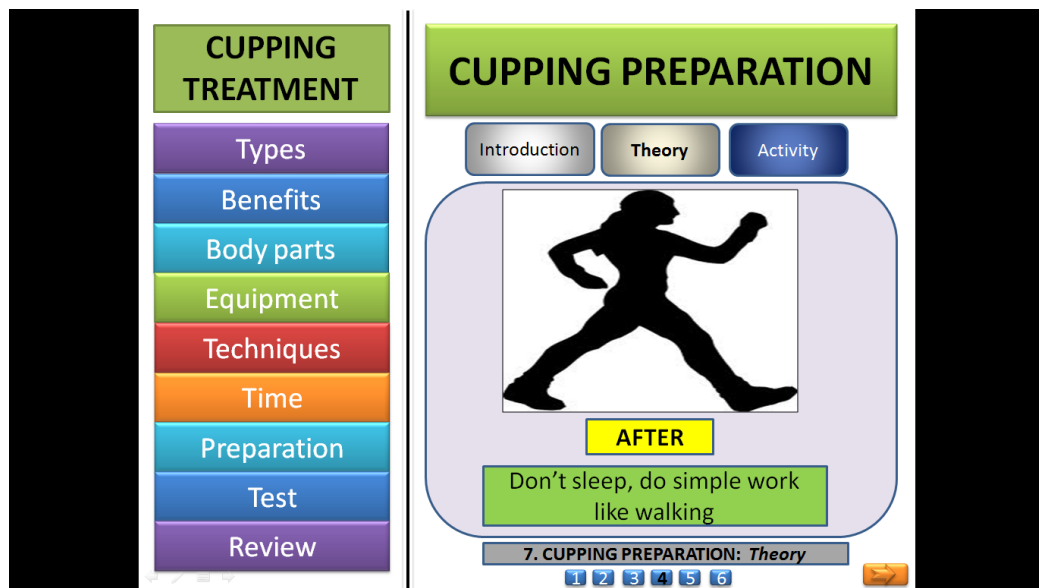 CUPPING
TREATMENT
Types
Benefits
Body parts
Equipment
Techniques
Time
Preparation
Test
Review
CUPPING PREPARATION
Introduction
Theory
Activity
AFTER
Don't sleep, do simple work
like walking
7. CUPPING PREPARATION: Theory
1 2 3 4 5 6